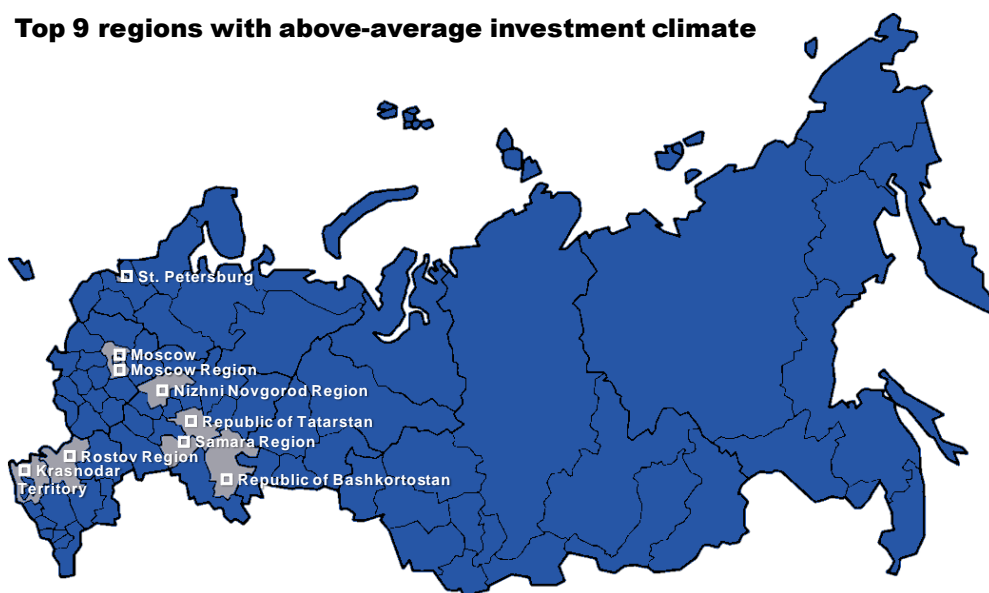 Top 9 regions with above-average investment climate
St. Petersburg
Moscow
Moscow Region
Nizhni Novgorod Region
Republic of Tatarstan
Samara Region
Rostov Region
Krasnodar
Territory
Republic of Bashkortostan